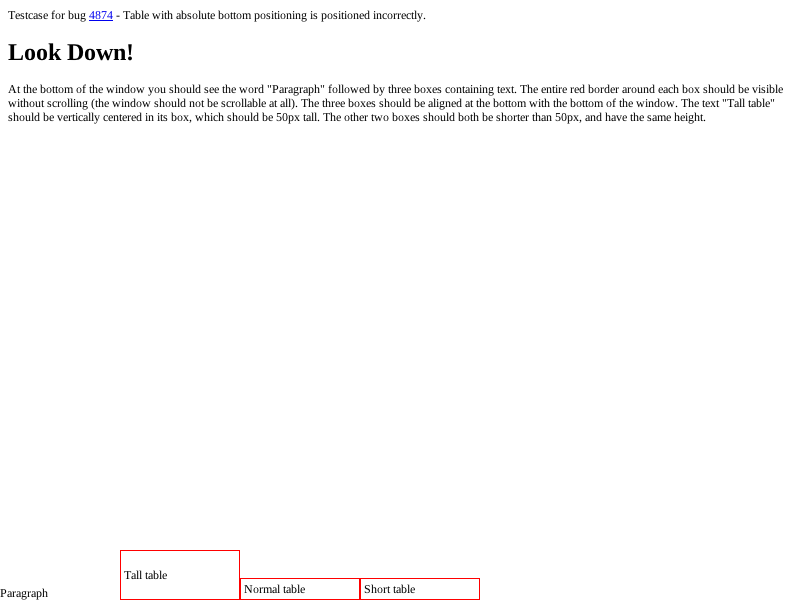 Testcase for bug 4874 - Table with absolute bottom positioning is positioned incorrectly.
Look Down!
At the bottom of the window you should see the word "Paragraph" followed by three boxes containing text. The entire red border around each box should be visible
without scrolling (the window should not be scrollable at all). The three boxes should be aligned at the bottom with the bottom of the window. The text "Tall table"
should be vertically centered in its box, which should be 50px tall. The other two boxes should both be shorter than 50px, and have the same height.
Tall table
Normal table
Short table
Paragraph